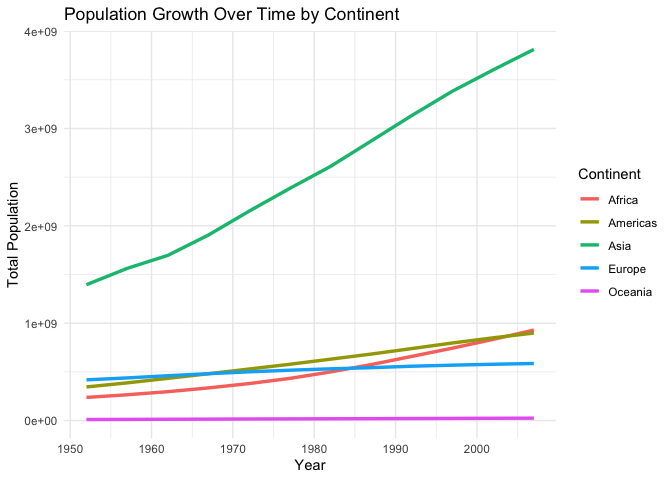 Population Growth Over Time by Continent
4e+09
3e+09
2e+09
1e+09
0e+00
Total Population
1950 1960 1970 1980 1990 2000
Year
Continent
Africa
Americas
Asia
Europe
Oceania